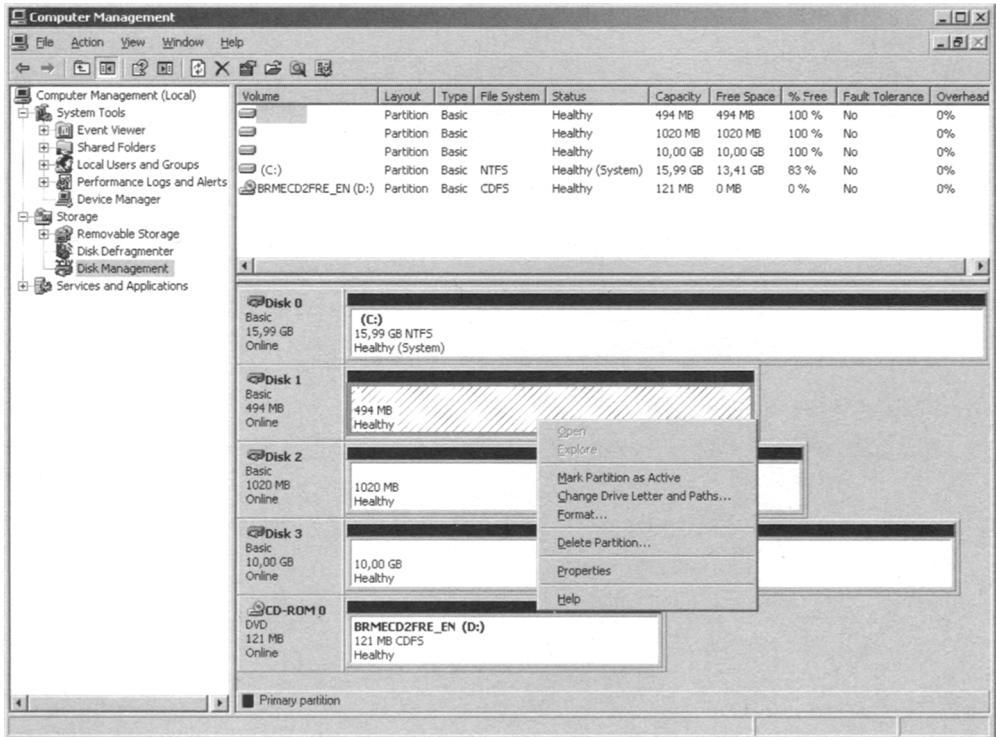 Computer Management
File Action View Window Help
Computer Management (Local)
System Tools
Event Viewer
Shared Folders
Local Users and Groups
Performance Logs and Alerts
Device Manager
Storage
Removable Storage
Disk Defragmenter
Disk Management
Services and Applications
Volume Layout Type File System Status Capacity Free Space % Free Fault Tolerance Overhead
Partition Basic Healthy 494 MB 494 MB 100 % No 0%
Partition Basic Healthy 1020 MB 1020 MB 100 % No 0%
Partition Basic Healthy 10,00 GB 10,00 GB 100 % No 0%
(C:) Partition Basic NTFS Healthy (System) 15,99 GB 13,41 GB 83 % No 0%
BRMECD2FRE_EN (D:) Partition Basic CDFS Healthy 121 MB 0 MB 0 % No 0%
Disk 0
Basic
15,99 GB
Online
(C:)
15,99 GB NTFS
Healthy (System)
Disk 1
Basic
494 MB
Online
494 MB
Healthy
Disk 2
Basic
1020 MB
Online
1020 MB
Healthy
Disk 3
Basic
10,00 GB
Online
10,00 GB
Healthy
CD-ROM 0
DVD
121 MB
Online
BRMECD2FRE_EN (D:)
121 MB CDFS
Healthy
Open
Explore
Mark Partition as Active
Change Drive Letter and Paths...
Format...
Delete Partition...
Properties
Help
Primary partition